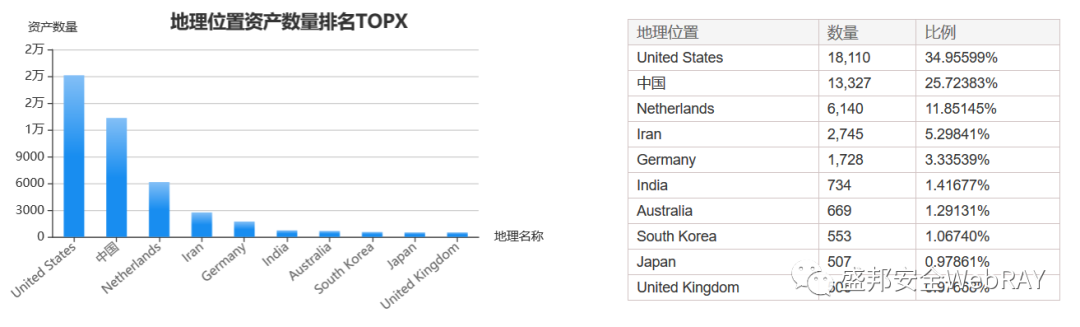 地理位置资产数量排名TOPX
资产数量
2万
2万
2万
1万
9000
6000
3000
0
United States
中国
Netherlands
Iran
Germany
India
Australia
South Korea
Japan
United Kingdom
地理名称
地理位置 数量 比例
United States 18,110 34.95599%
中国 13,327 25.72383%
Netherlands 6,140 11.85145%
Iran 2,745 5.29841%
Germany 1,728 3.33539%
India 734 1.41677%
Australia 669 1.29131%
South Korea 553 1.06740%
Japan 507 0.97861%
United Kingdom
盛邦安全WebRAY